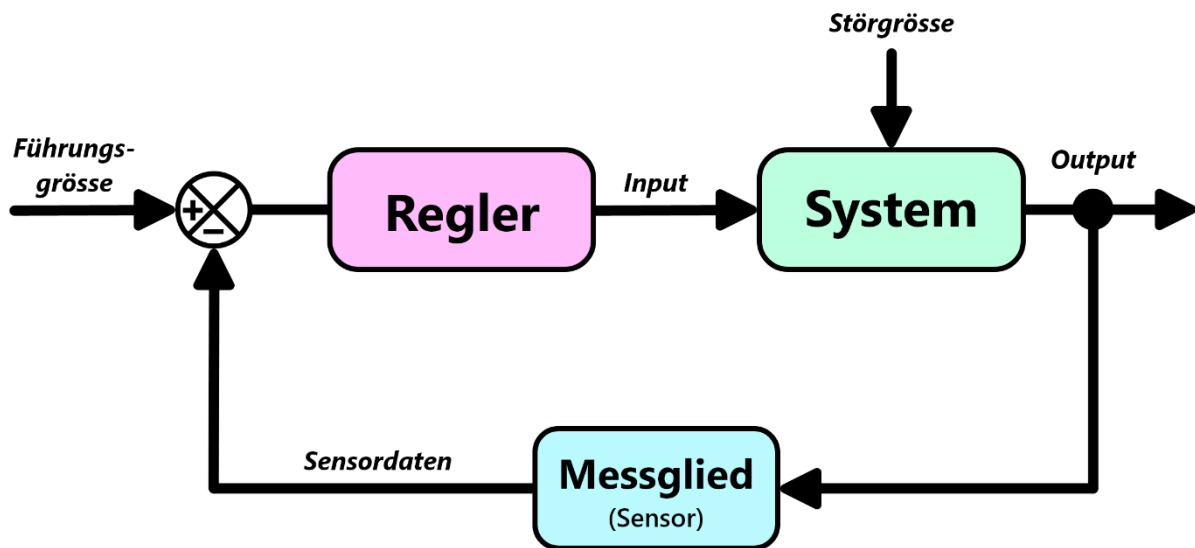 Störgrösse
Führungs-
grösse
+
−
Regler
Input
System
Output
Sensordaten
Messglied
(Sensor)